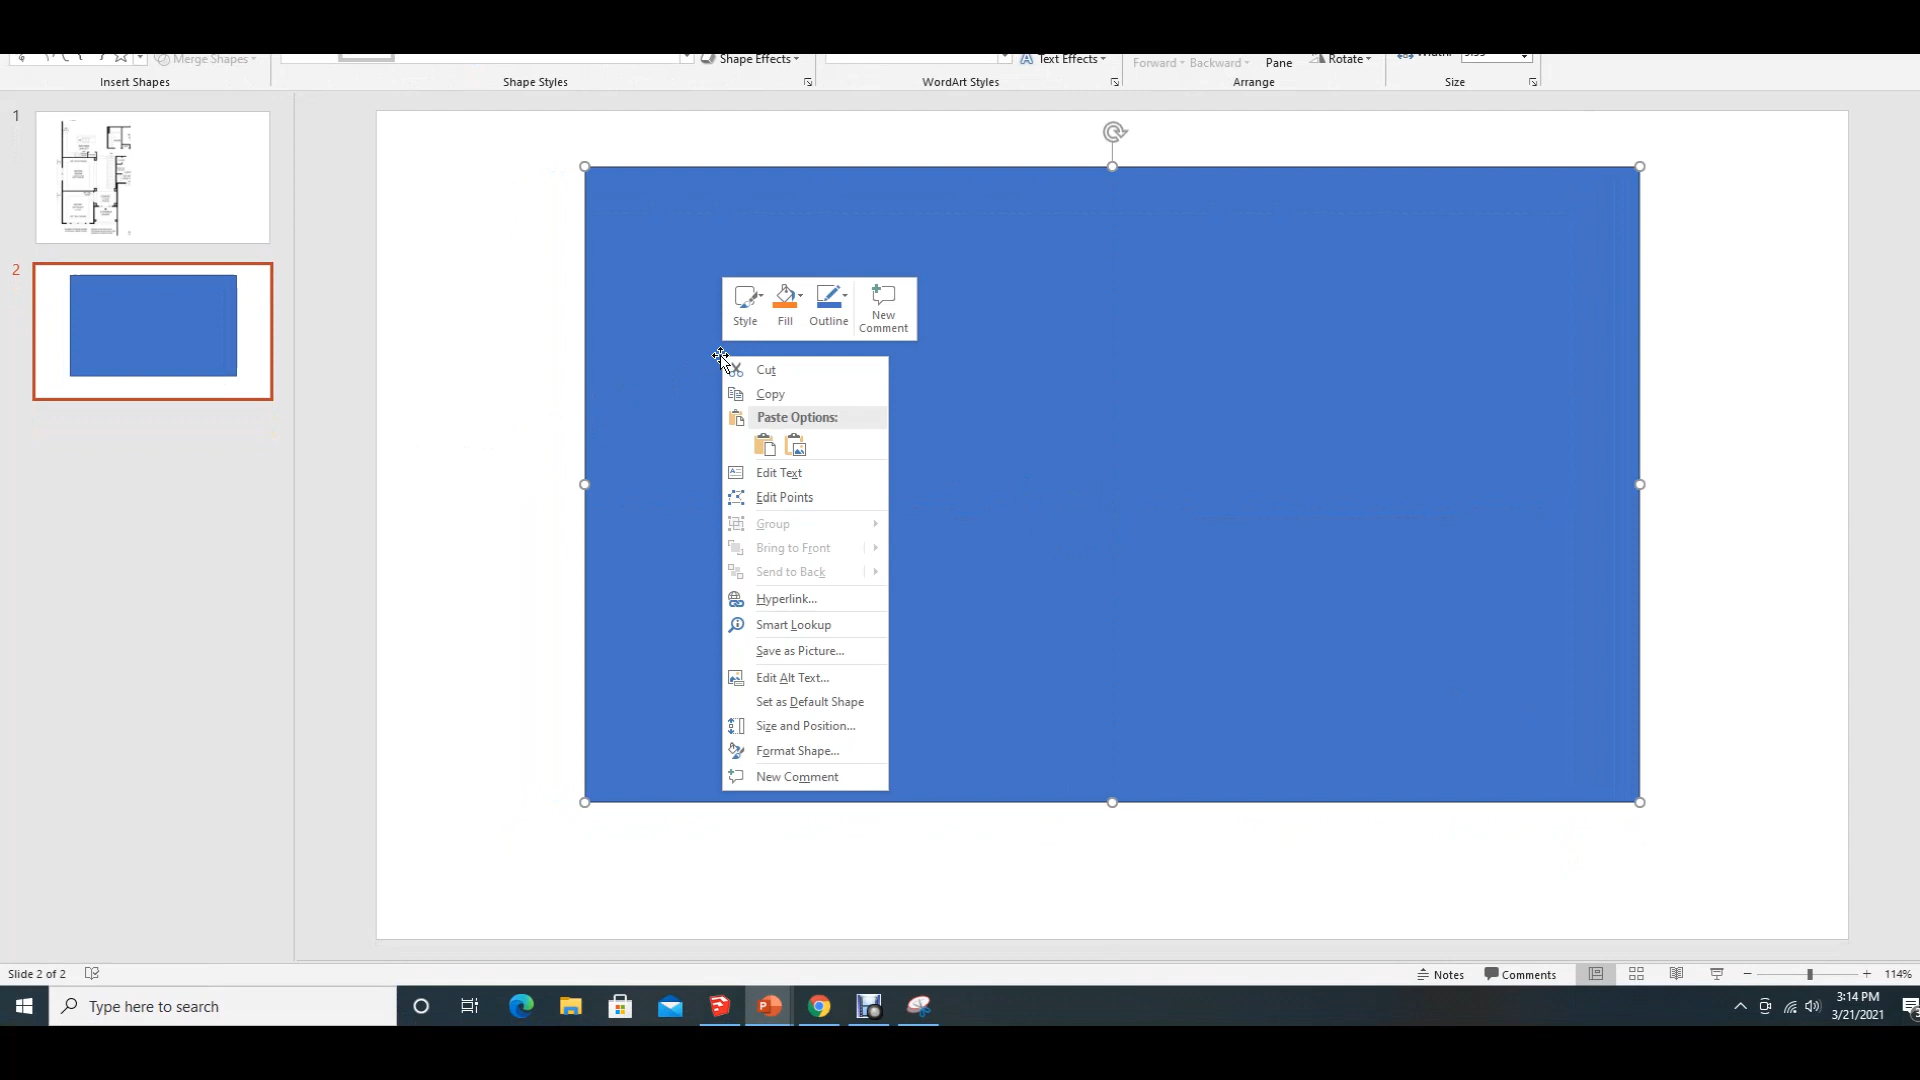 Merge Shapes
Shape Effects
Text Effects
Forward
Backward
Pane
Rotate
Insert Shapes
Shape Styles
WordArt Styles
Arrange
Size
1
2
Style
Fill
Outline
New
Comment
Cut
Copy
Paste Options:
Edit Text
Edit Points
Group
Bring to Front
Send to Back
Hyperlink...
Smart Lookup
Save as Picture...
Edit Alt Text...
Set as Default Shape
Size and Position...
Format Shape...
New Comment
Slide 2 of 2
Notes
Comments
114%
Type here to search
3:14 PM
3/21/2021